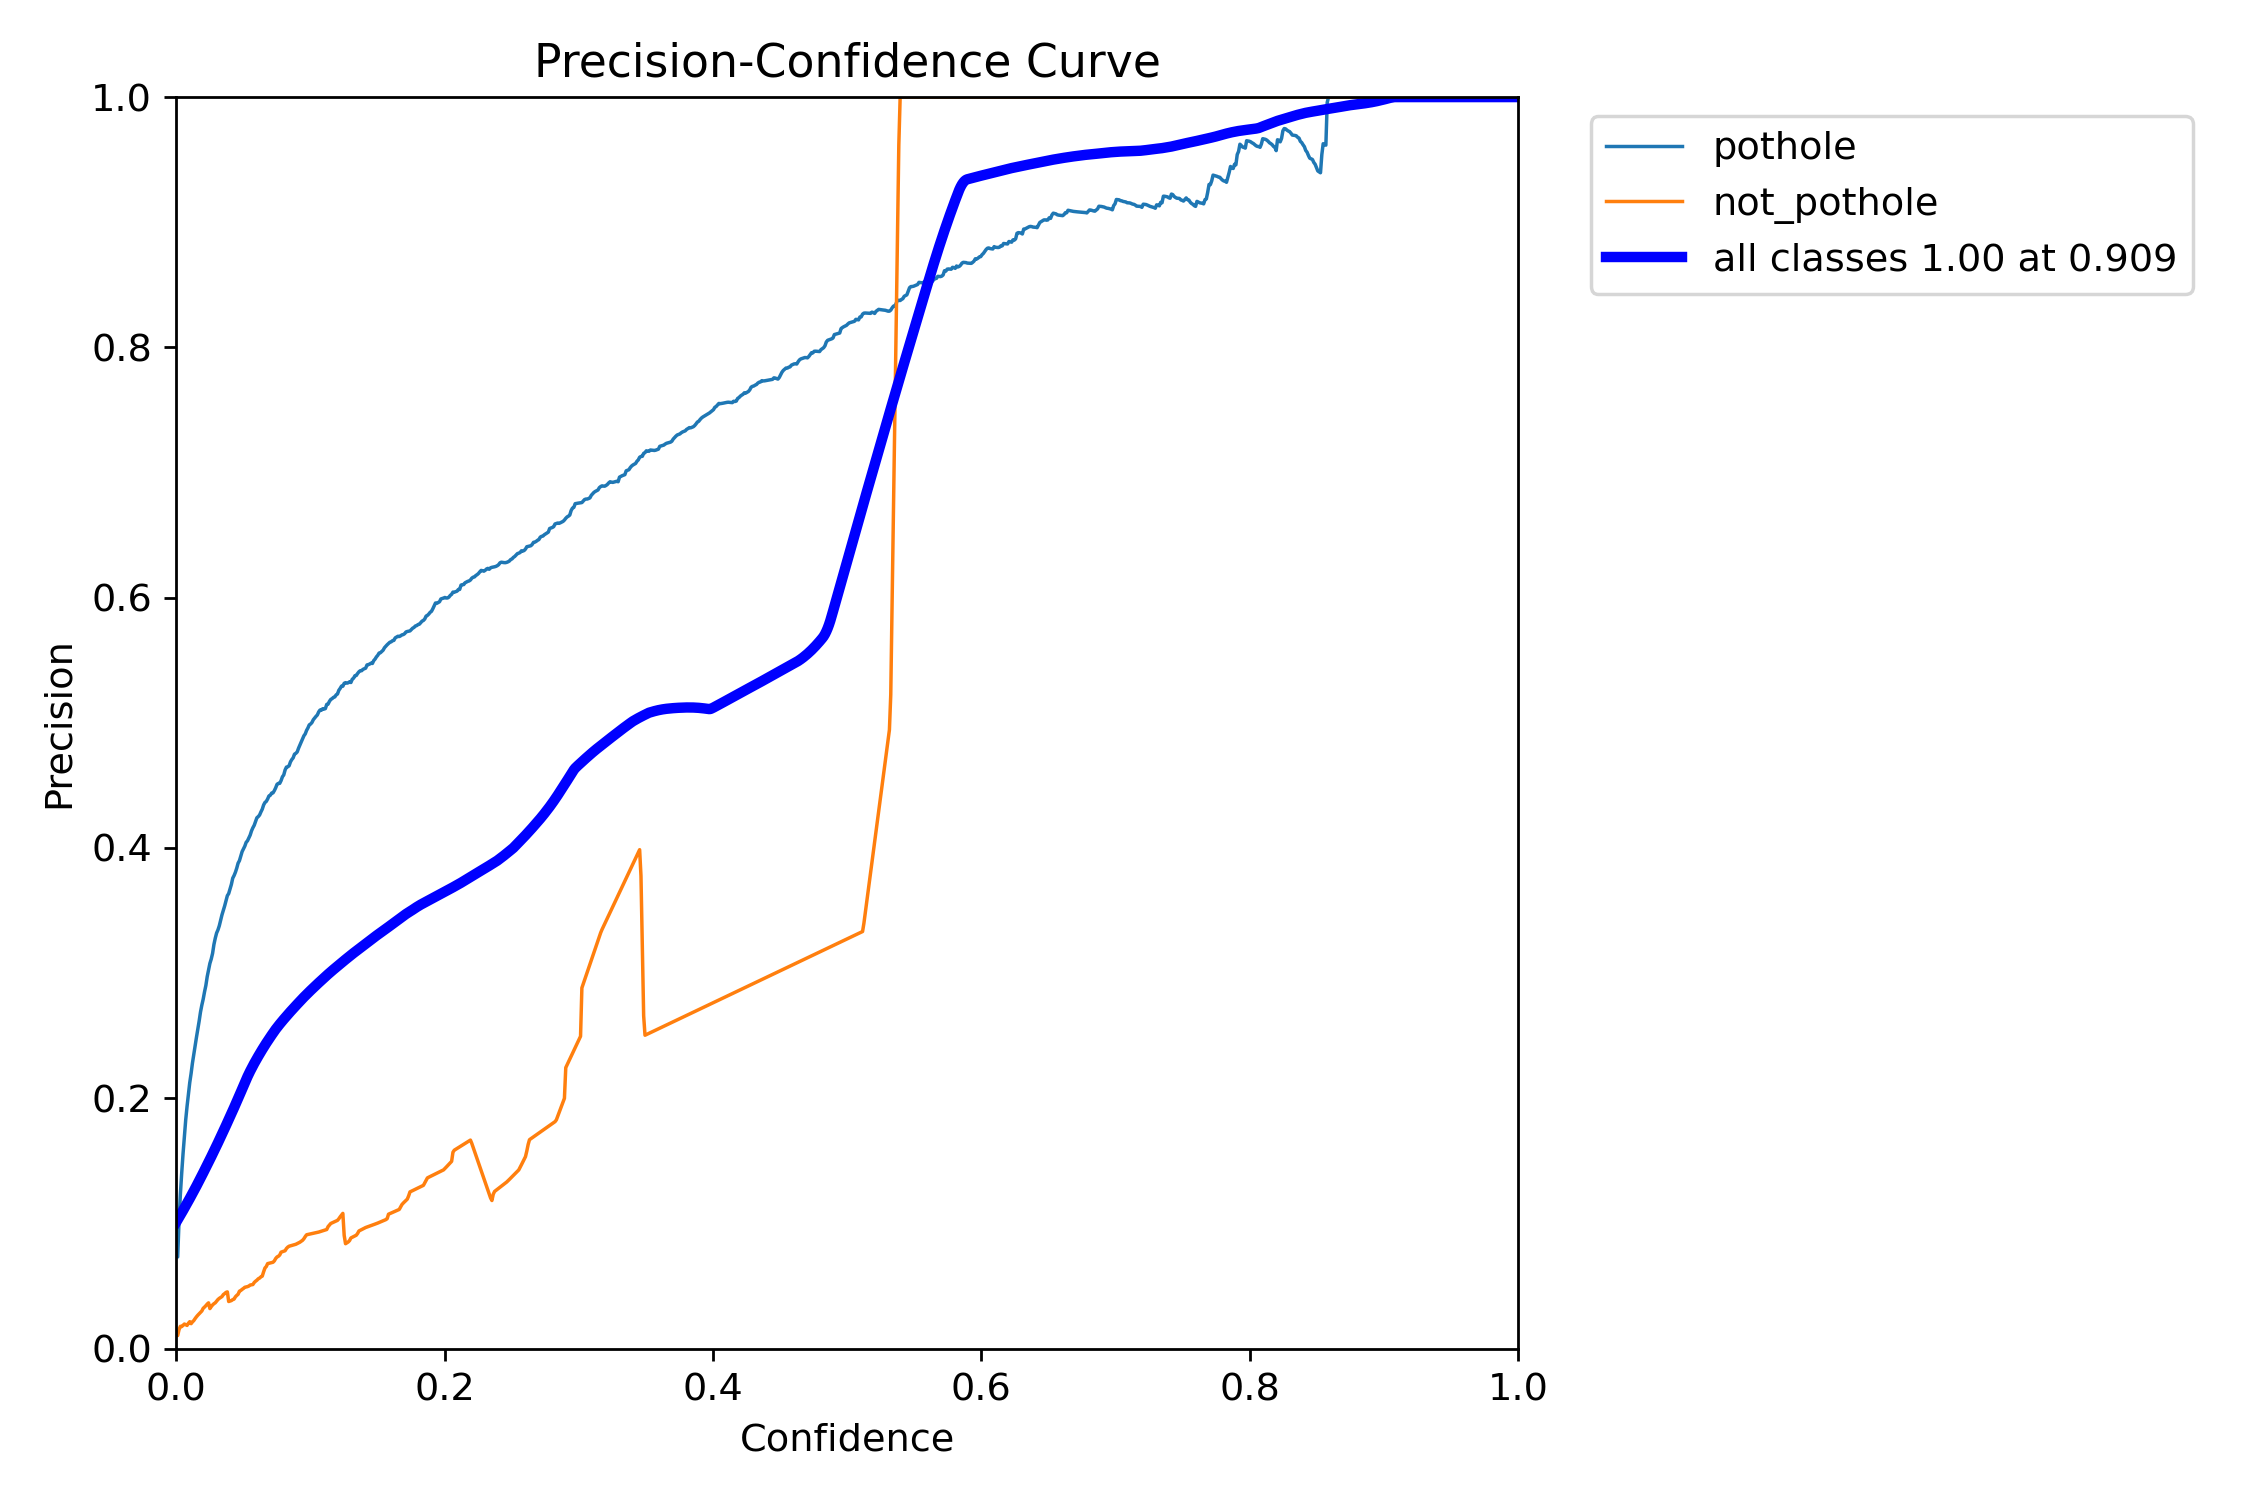 Precision-Confidence Curve
1.0
0.8
0.6
0.4
0.2
0.0
Precision
0.0 0.2 0.4 0.6 0.8 1.0
Confidence
pothole
not_pothole
all classes 1.00 at 0.909